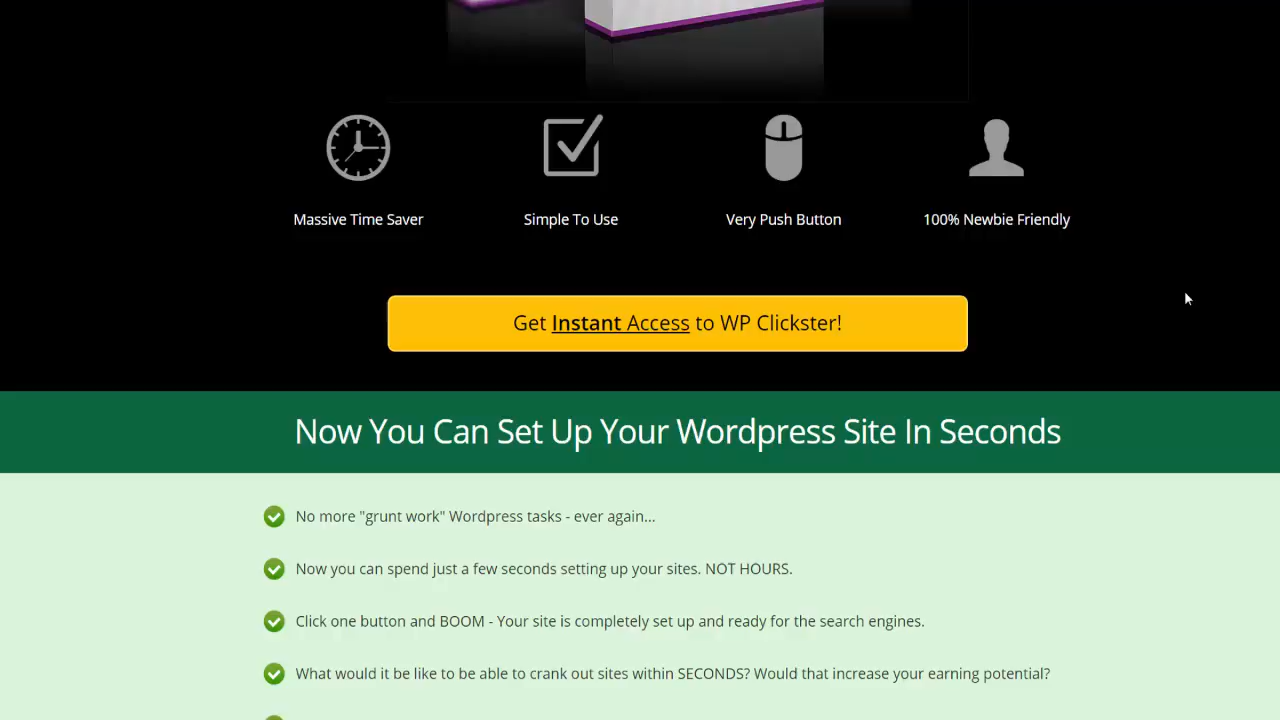 Massive Time Saver
Simple To Use
Very Push Button
100% Newbie Friendly
Get Instant Access to WP Clickster!
Now You Can Set Up Your Wordpress Site In Seconds
No more "grunt work" Wordpress tasks - ever again...
Now you can spend just a few seconds setting up your sites. NOT HOURS.
Click one button and BOOM - Your site is completely set up and ready for the search engines.
What would it be like to be able to crank out sites within SECONDS? Would that increase your earning potential?